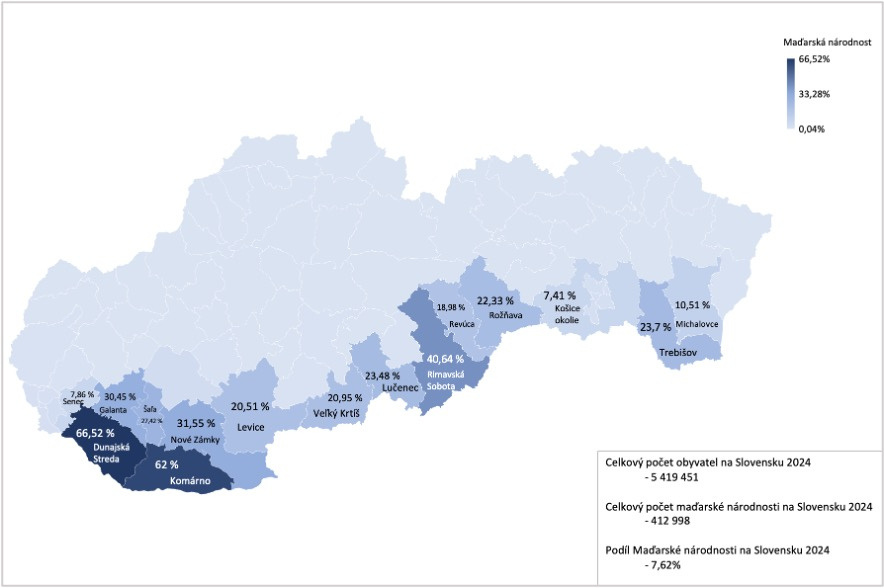 Maďarská národnost
66,52%
33,28%
0,04%
7,86 %
Senec
30,45 %
Galanta
Šaľa
27,42 %
66,52 %
Dunajská
Streda
62 %
Komárno
31,55 %
Nové Zámky
20,51 %
Levice
20,95 %
Veľký Krtíš
23,48 %
Lučenec
40,64 %
Rimavská
Sobota
18,98 %
Revúca
22,33 %
Rožňava
7,41 %
Košice
okolie
23,7 %
Trebišov
10,51 %
Michalovce
Celkový počet obyvatel na Slovensku 2024
- 5 419 451
Celkový počet maďarské národnosti na Slovensku 2024
- 412 998
Podíl Maďarské národnosti na Slovensku 2024
- 7,62%